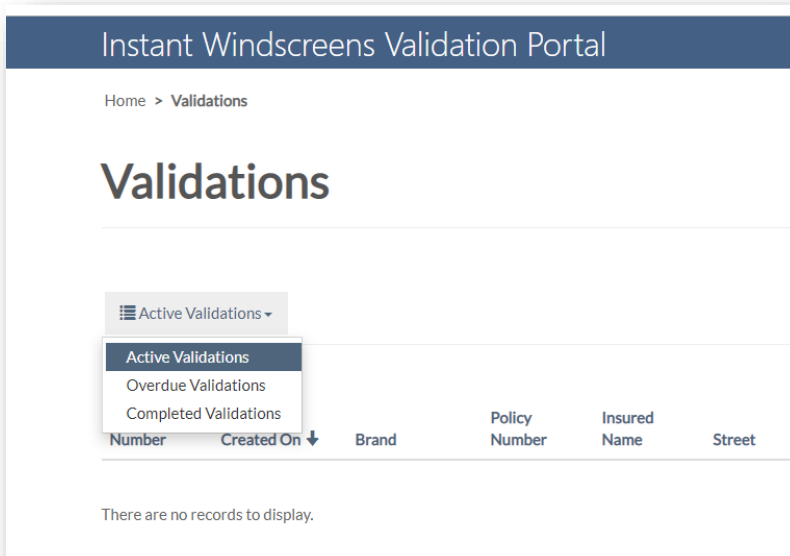 Instant Windscreens Validation Portal
Home > Validations
Validations
Active Validations
Active Validations
Overdue Validations
Completed Validations
Number Created On Brand Policy Number Insured Name Street
There are no records to display.